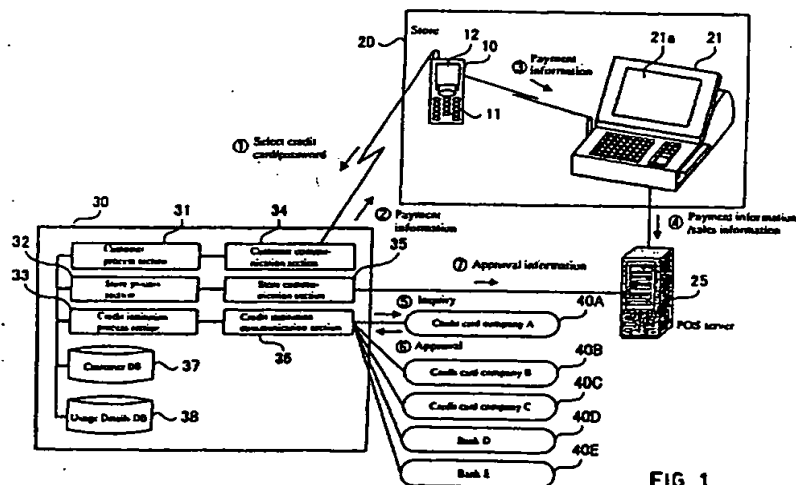 20
Store
12
10
11
③ Payment
information
21a
21
① Select credit
card/password
② Payment
information
④ Payment information
/sales information
30
31
34
32
35
33
Customer
process section
Customer commu-
nication section
Store process
section
Store commu-
nication section
Credit institution
process section
Credit institution
communication section
36
⑦ Approval information
25
POS server
⑤ Inquiry
⑥ Approval
Credit card company A
40A
Credit card company B
40B
Credit card company C
40C
Bank D
40D
Bank E
40E
Customer DB
37
Usage Details DB
38
FIG. 1